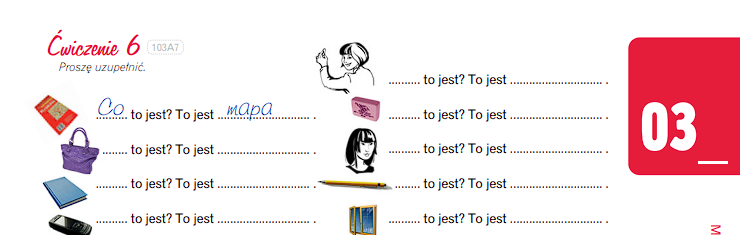 Ćwiczenie 6 103A7
Proszę uzupełnić.
Co to jest? To jest mapa .
.......... to jest? To jest ............................. .
.......... to jest? To jest ............................. .
.......... to jest? To jest ............................. .
.......... to jest? To jest ............................. .
.......... to jest? To jest ............................. .
.......... to jest? To jest ............................. .
.......... to jest? To jest ............................. .
.......... to jest? To jest ............................. .
03_
M